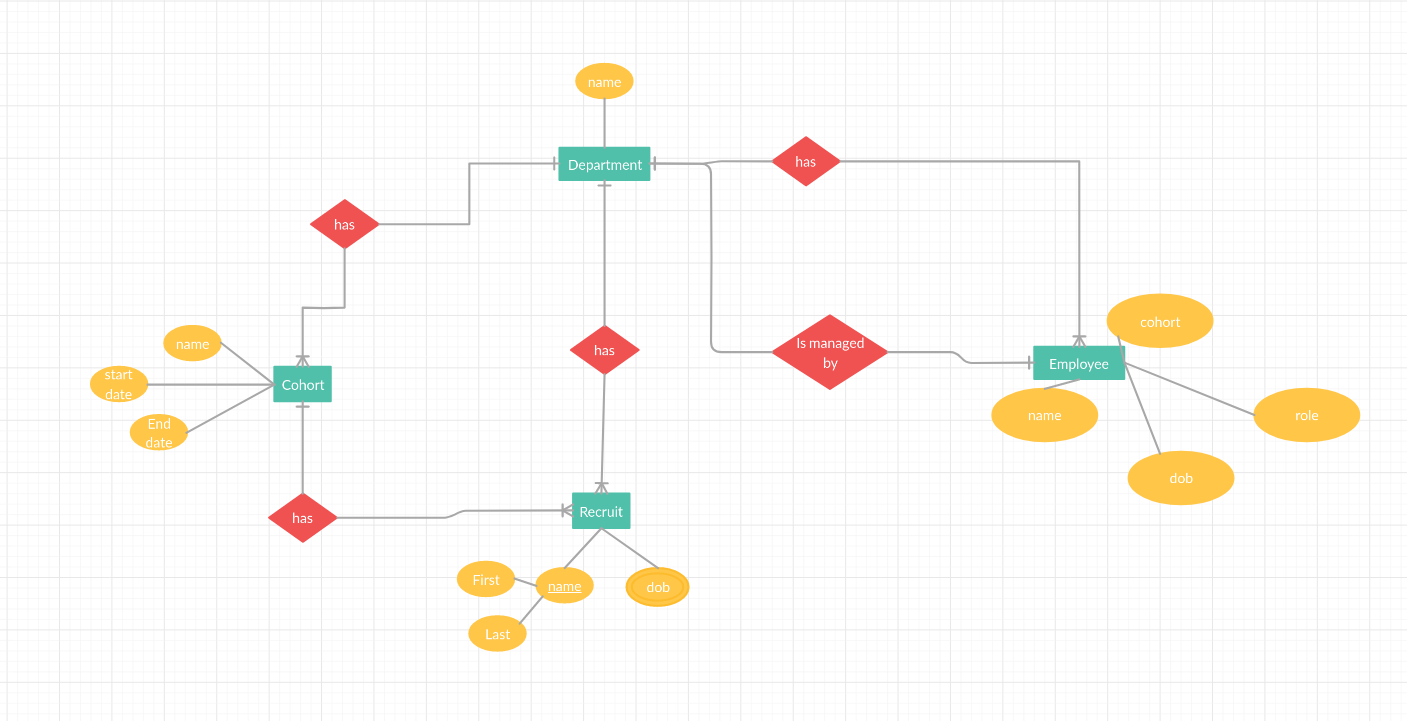 name
Department
has
has
cohort
name
has
Is managed
by
Employee
start
date
Cohort
name
role
End
date
dob
has
Recruit
First
name
dob
Last